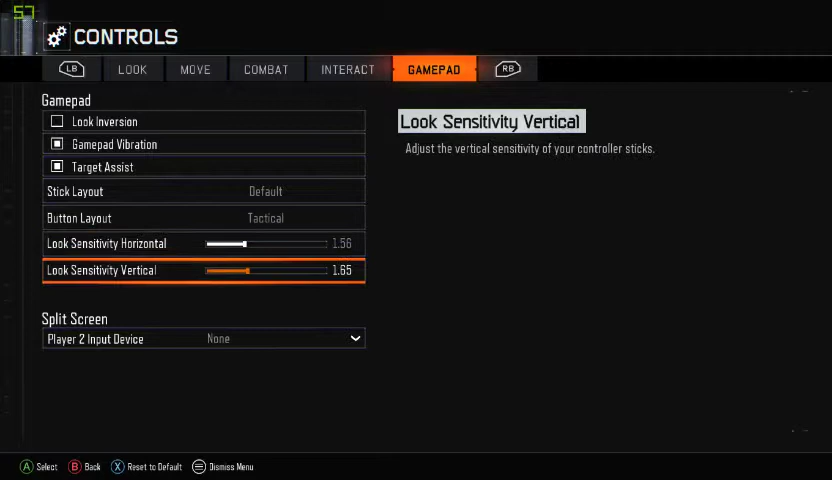 57
CONTROLS
LB LOOK MOVE COMBAT INTERACT GAMEPAD RB
Gamepad
Look Inversion
Gamepad Vibration
Target Assist
Stick Layout Default
Button Layout Tactical
Look Sensitivity Horizontal 1.56
Look Sensitivity Vertical 1.65
Split Screen
Player 2 Input Device None
Look Sensitivity Vertical
Adjust the vertical sensitivity of your controller sticks.
A Select B Back X Reset to Default Dismiss Menu